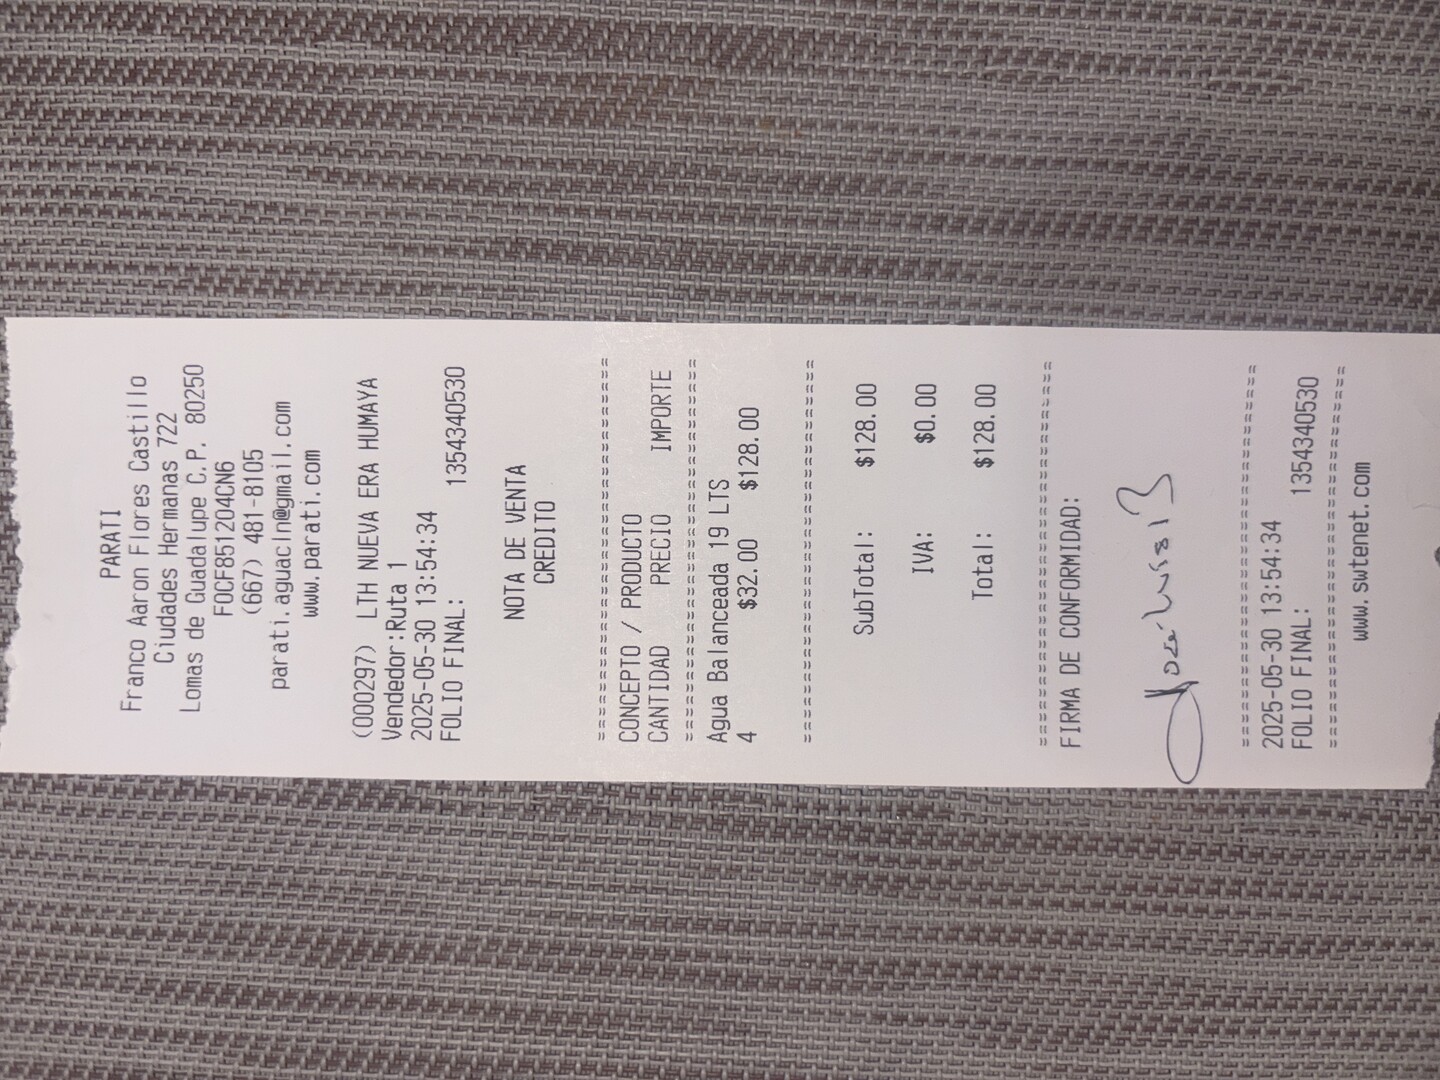 PARATI
Franco Aaron Flores Castillo
Ciudades Hermanas 722
Lomas de Guadalupe C.P. 80250
FOCF851204CN6
(667) 481-8105
parati.aguacln@gmail.com
www.parati.com
(000297) LTH NUEVA ERA HUMAYA
Vendedor:Ruta 1
2025-05-30 13:54:34
FOLIO FINAL: 1354340530
NOTA DE VENTA
CREDITO
================================
CONCEPTO / PRODUCTO
CANTIDAD PRECIO IMPORTE
================================
Agua Balanceada 19 LTS
4 $32.00 $128.00
================================
SubTotal: $128.00
IVA: $0.00
Total: $128.00
================================
FIRMA DE CONFORMIDAD:
Jose Luis B
================================
2025-05-30 13:54:34
FOLIO FINAL: 1354340530
================================
www.swtenet.com